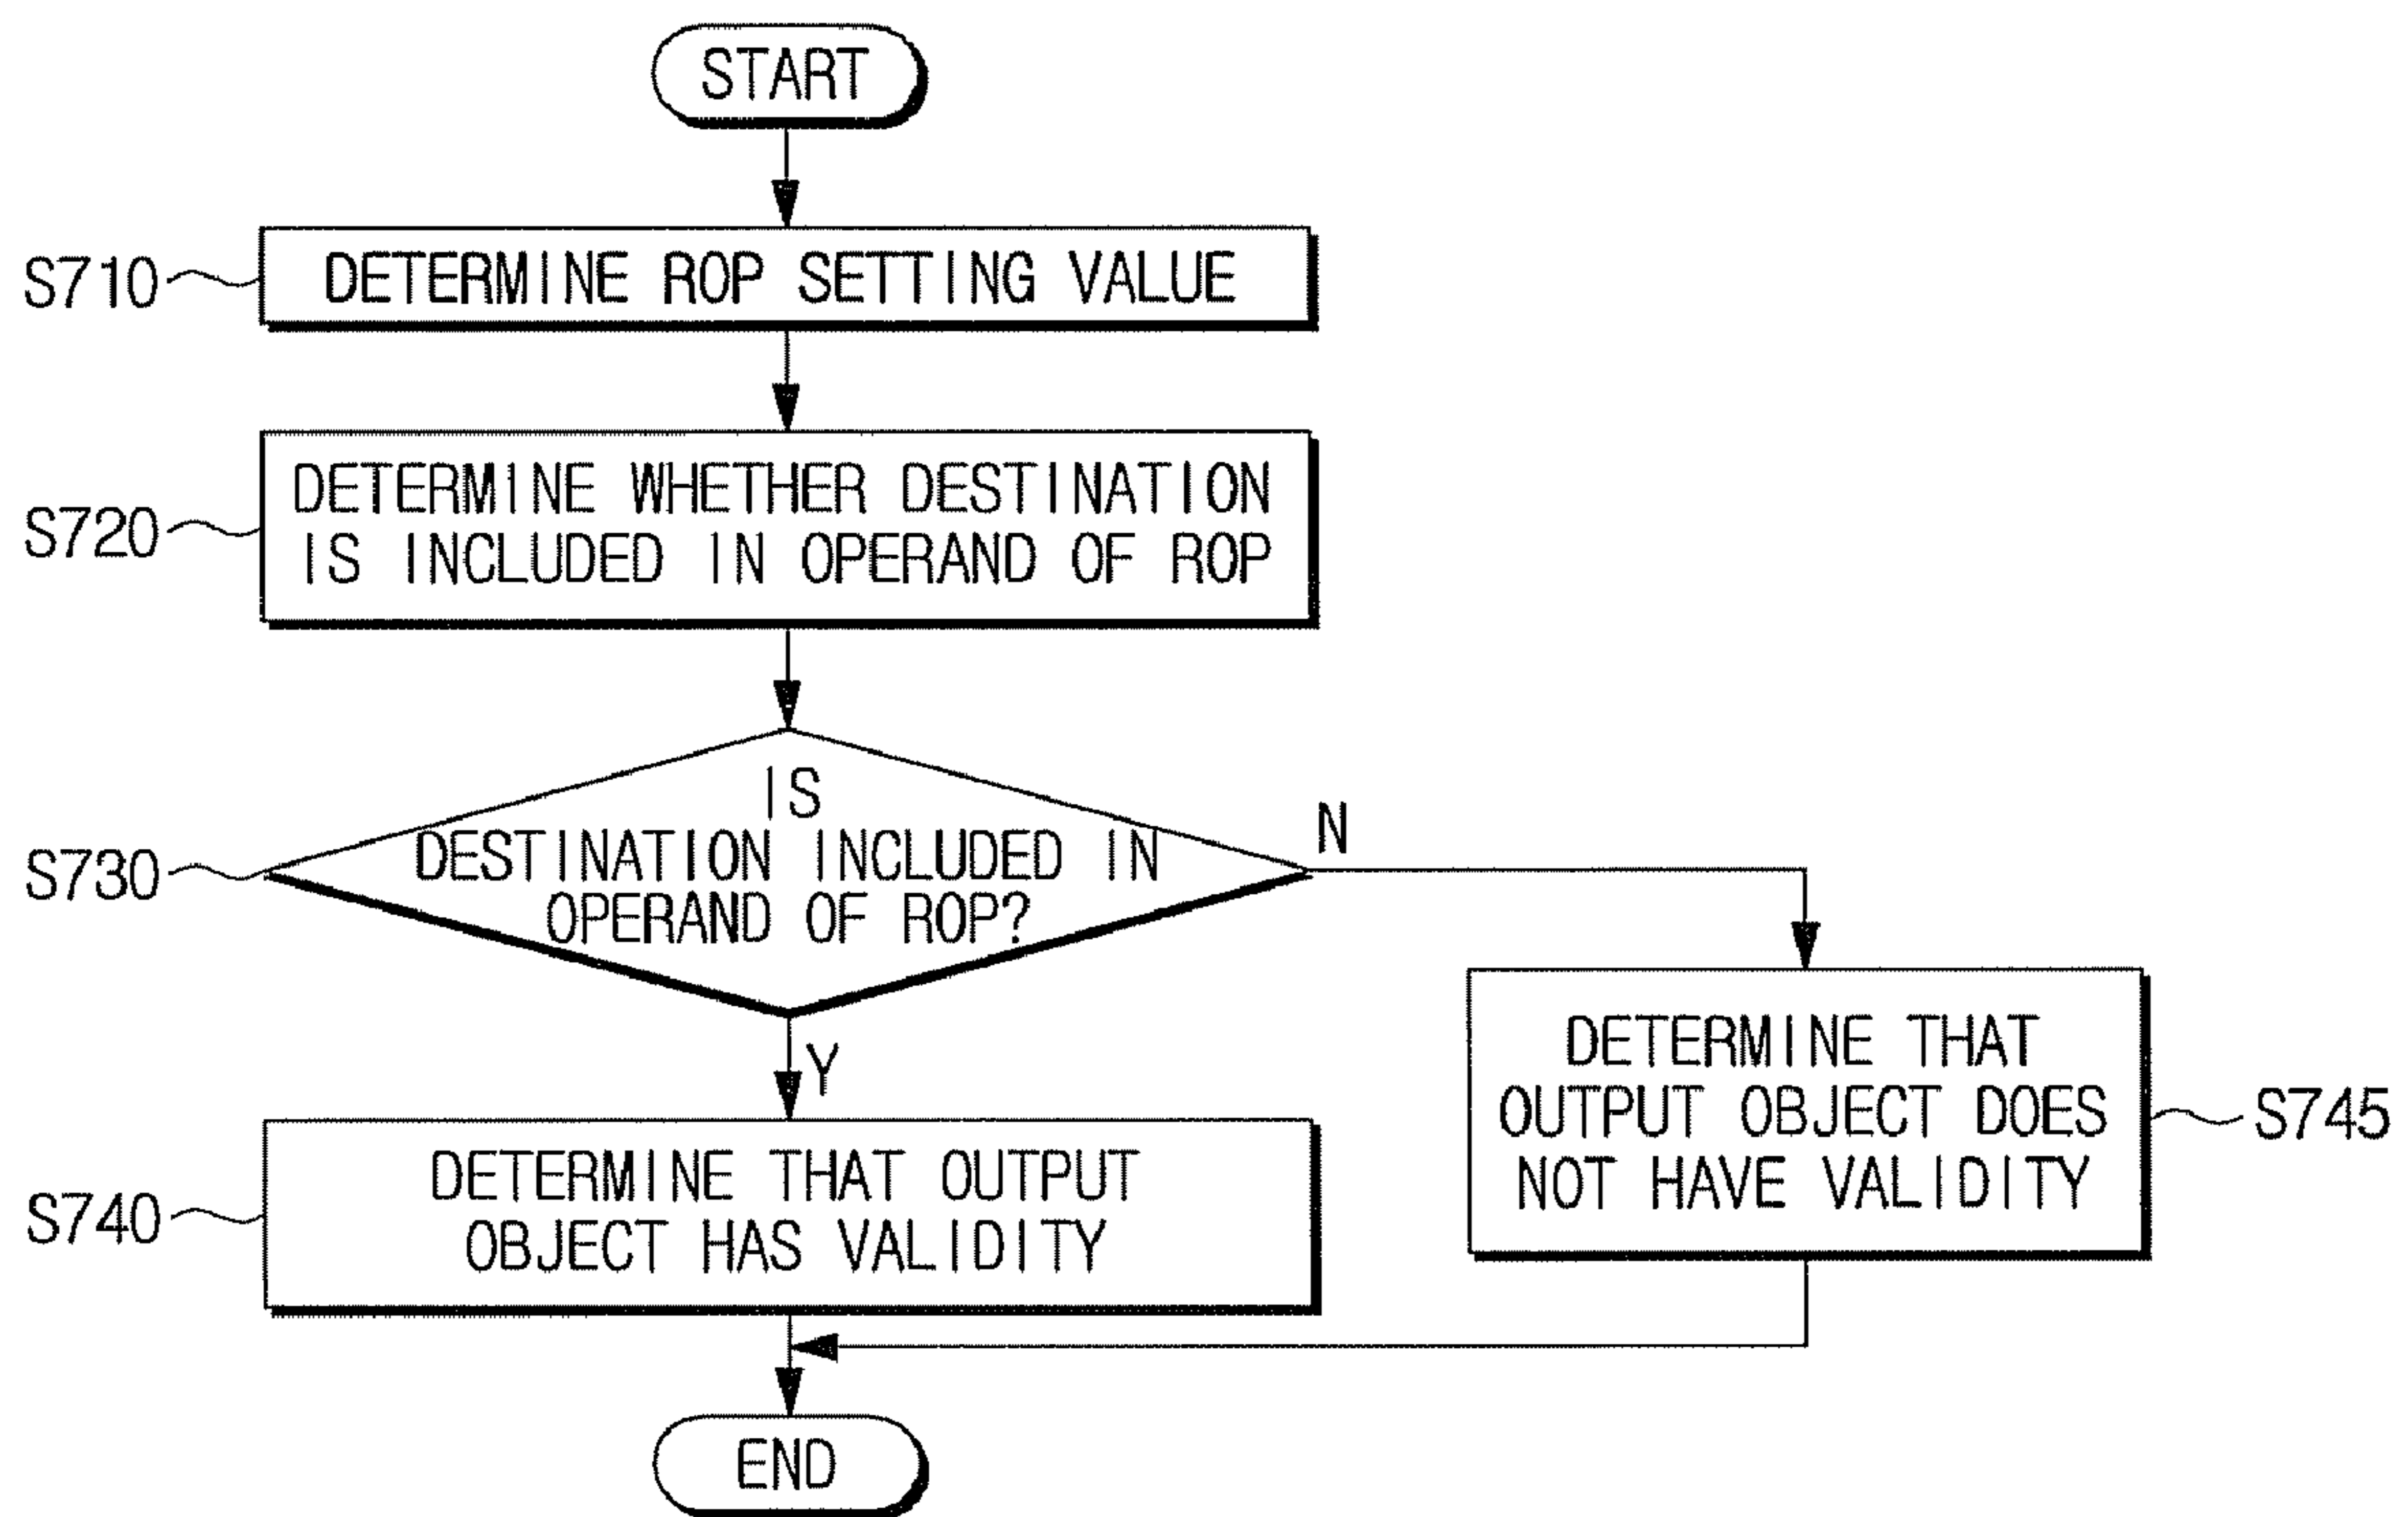 START
S710
DETERMINE ROP SETTING VALUE
S720
DETERMINE WHETHER DESTINATION
IS INCLUDED IN OPERAND OF ROP
S730
IS
DESTINATION INCLUDED IN
OPERAND OF ROP?
N
Y
S740
DETERMINE THAT OUTPUT
OBJECT HAS VALIDITY
DETERMINE THAT
OUTPUT OBJECT DOES
NOT HAVE VALIDITY
S745
END